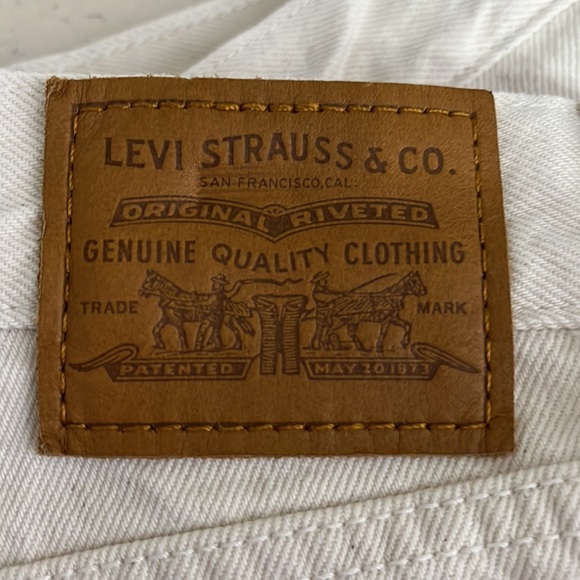 LEVI STRAUSS & CO.
SAN FRANCISCO, CAL.
ORIGINAL RIVETED
GENUINE QUALITY CLOTHING
TRADE MARK
PATENTED MAY 20 1873